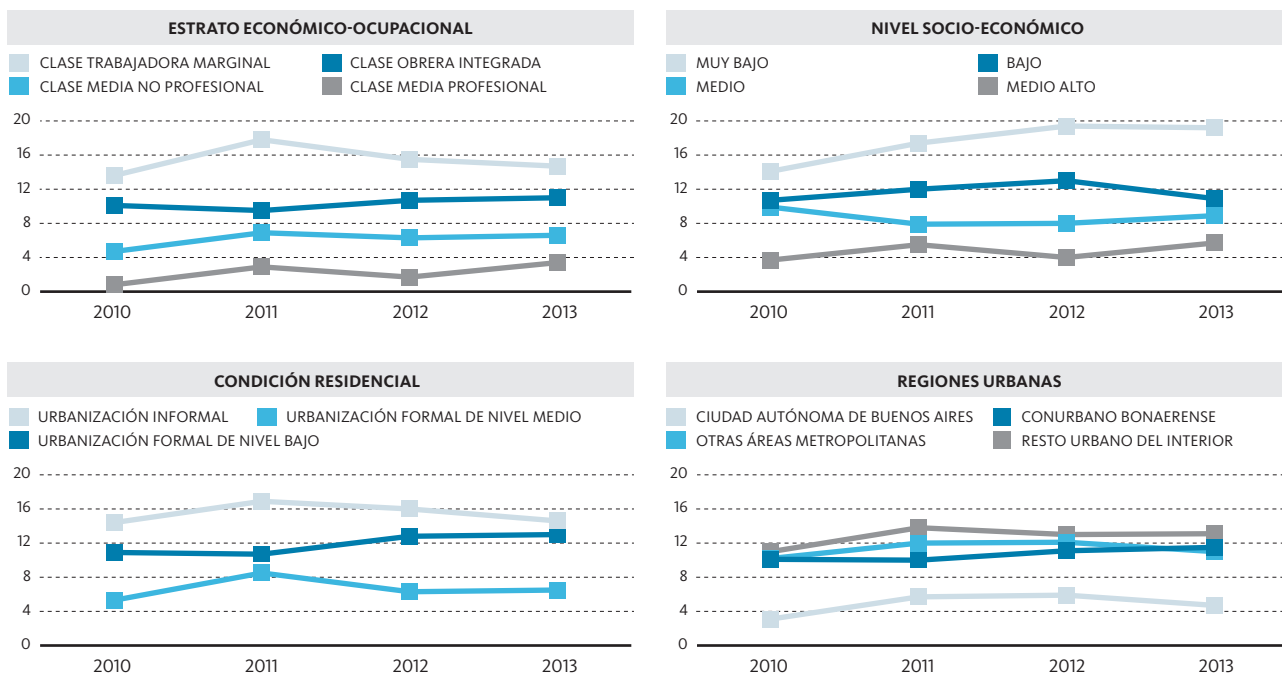 ESTRATO ECONÓMICO-OCUPACIONAL
CLASE TRABAJADORA MARGINAL
CLASE OBRERA INTEGRADA
CLASE MEDIA NO PROFESIONAL
CLASE MEDIA PROFESIONAL
20
16
12
8
4
0
2010 2011 2012 2013
NIVEL SOCIO-ECONÓMICO
MUY BAJO
BAJO
MEDIO
MEDIO ALTO
20
16
12
8
4
0
2010 2011 2012 2013
CONDICIÓN RESIDENCIAL
URBANIZACIÓN INFORMAL
URBANIZACIÓN FORMAL DE NIVEL MEDIO
URBANIZACIÓN FORMAL DE NIVEL BAJO
20
16
12
8
4
0
2010 2011 2012 2013
REGIONES URBANAS
CIUDAD AUTÓNOMA DE BUENOS AIRES
CONURBANO BONAERENSE
OTRAS ÁREAS METROPOLITANAS
RESTO URBANO DEL INTERIOR
20
16
12
8
4
0
2010 2011 2012 2013